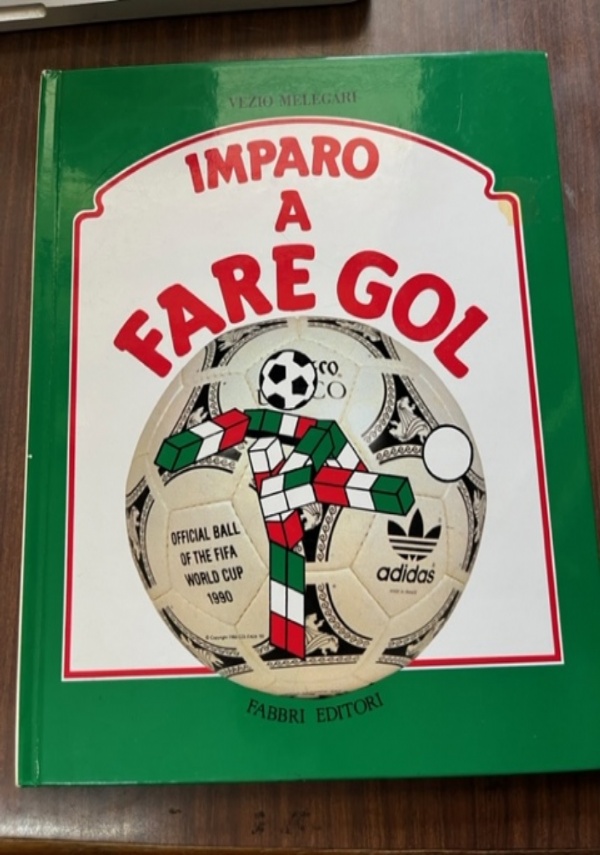 VEZIO MELEGARI
IMPARO
A
FARE GOL
OFFICIAL BALL
OF THE FIFA
WORLD CUP
1990
adidas
FABBRI EDITORI